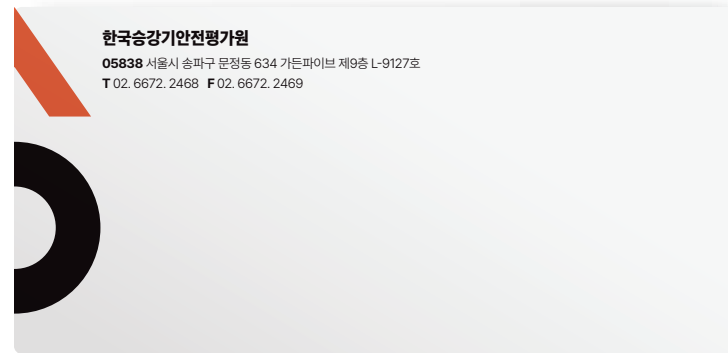 한국승강기안전평가원
05838 서울시 송파구 문정동 634 가든파이브 제9층 L-9127호
T 02. 6672. 2468 F 02. 6672. 2469